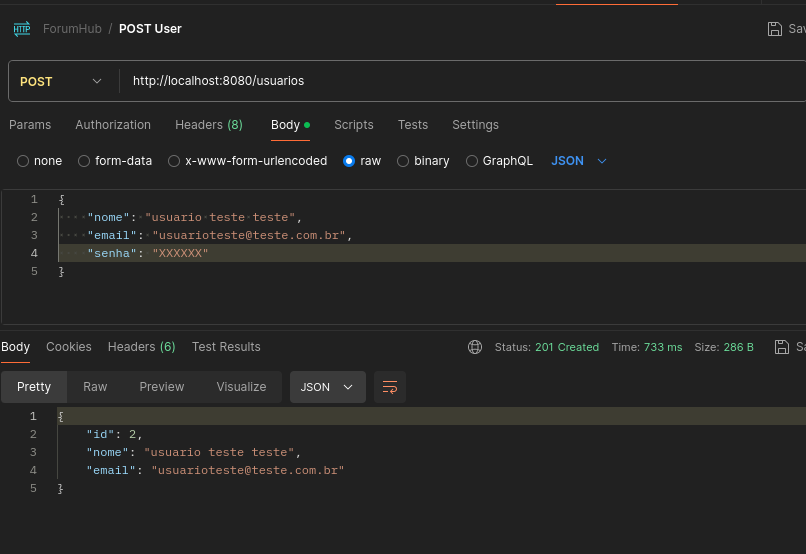 HTTP ForumHub / POST User Sav
POST http://localhost:8080/usuarios
Params Authorization Headers (8) Body Scripts Tests Settings
none form-data x-www-form-urlencoded raw binary GraphQL JSON
1 {
2 "nome": "usuario teste teste",
3 "email": "usuarioteste@teste.com.br",
4 "senha": "XXXXXX"
5 }
Body Cookies Headers (6) Test Results Status: 201 Created Time: 733 ms Size: 286 B Sa
Pretty Raw Preview Visualize JSON
1 {
2 "id": 2,
3 "nome": "usuario teste teste",
4 "email": "usuarioteste@teste.com.br"
5 }